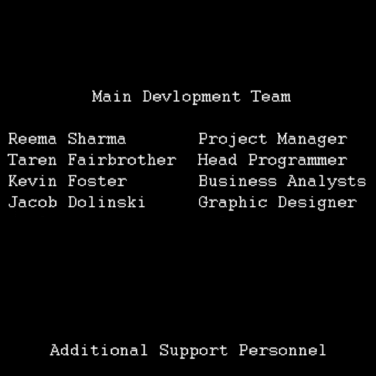 Main Devlopment Team
Reema Sharma Project Manager
Taren Fairbrother Head Programmer
Kevin Foster Business Analysts
Jacob Dolinski Graphic Designer
Additional Support Personnel